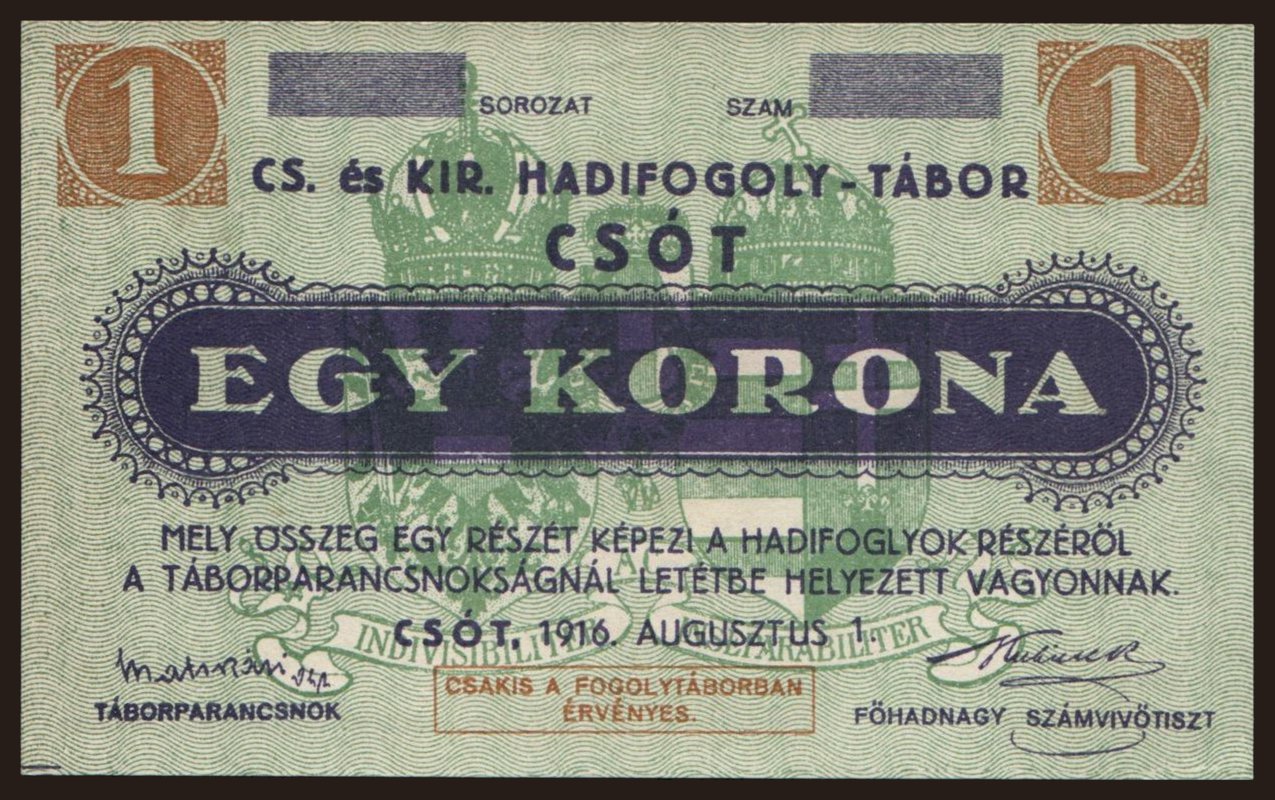 1 1
SOROZAT SZAM
CS. és KIR. HADIFOGOLY-TÁBOR
CSÓT
EGY KORONA
MELY ÖSSZEG EGY RÉSZÉT KÉPEZI A HADIFOGLYOK RÉSZÉRŐL
A TÁBORPARANCSNOKSÁGNÁL LETÉTBE HELYEZETT VAGYONNAK.
CSÓT, 1916. AUGUSZTUS 1.
INDIVISIBILITER
TÁBORPARANCSNOK
CSAKIS A FOGOLYTÁBORBAN
ÉRVÉNYES.
FŐHADNAGY SZÁMVIVŐTISZT